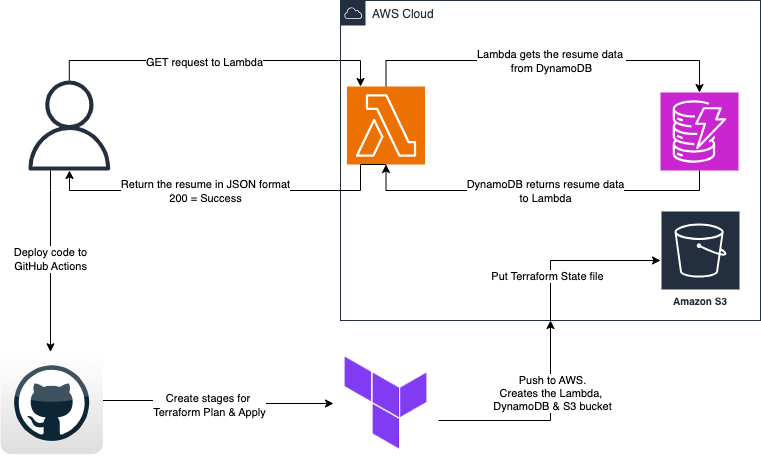 AWS Cloud
GET request to Lambda
Lambda gets the resume data
from DynamoDB
Return the resume in JSON format
200 = Success
DynamoDB returns resume data
to Lambda
Deploy code to
GitHub Actions
Put Terraform State file
Amazon S3
Create stages for
Terraform Plan & Apply
Push to AWS.
Creates the Lambda,
DynamoDB & S3 bucket